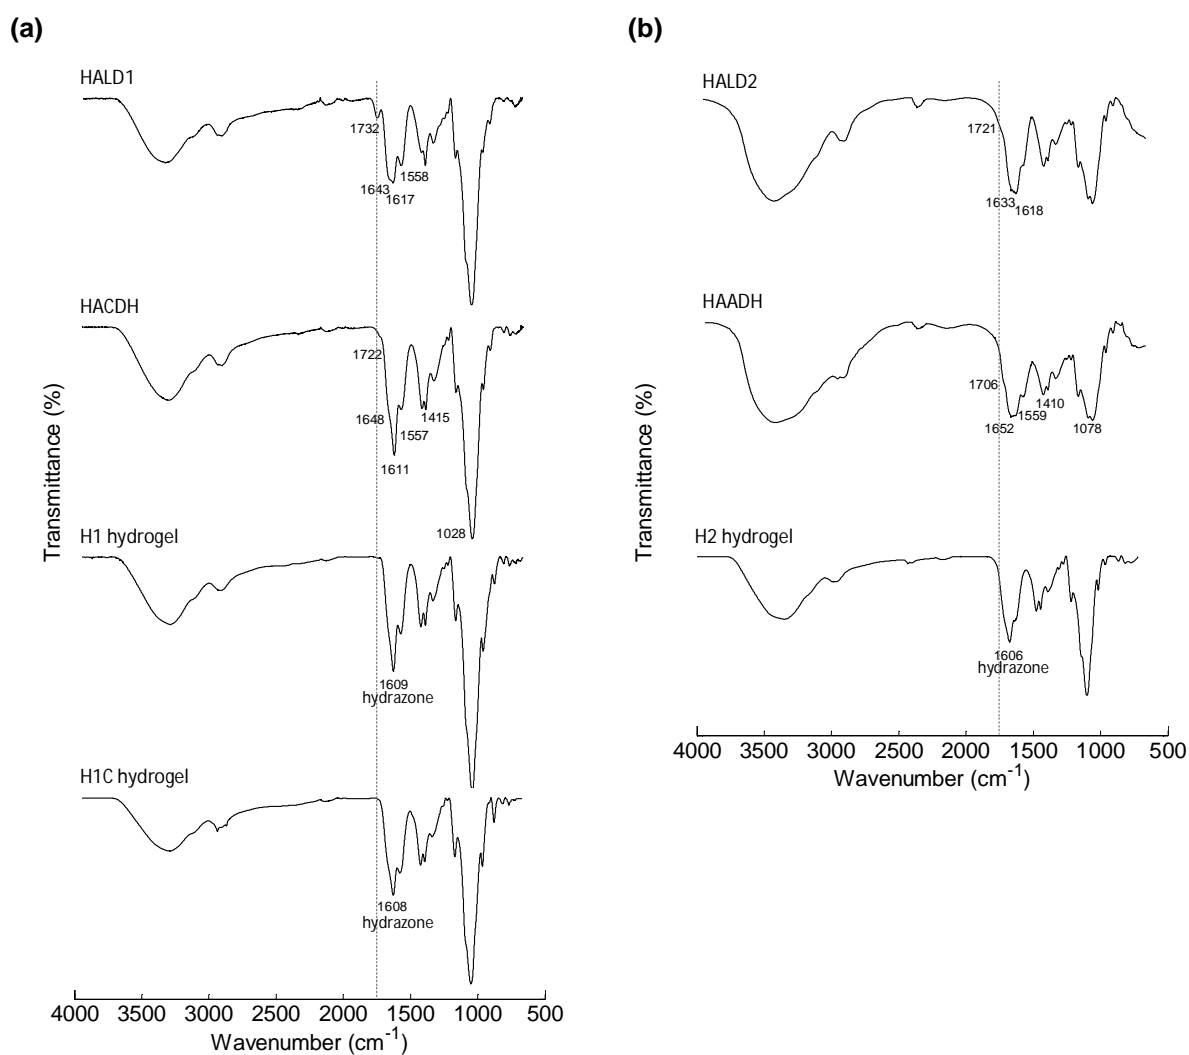 (a)
HALD1
1732
1643
1617
1558
HACDH
1722
1648
1557
1415
1611
1028
H1 hydrogel
1609
hydrazone
H1C hydrogel
1608
hydrazone
Transmittance (%)
4000 3500 3000 2500 2000 1500 1000 500
Wavenumber (cm-1)
(b)
HALD2
1721
1633
1618
HAADH
1706
1652
1559
1410
1078
H2 hydrogel
1606
hydrazone
Transmittance (%)
4000 3500 3000 2500 2000 1500 1000 500
Wavenumber (cm-1)